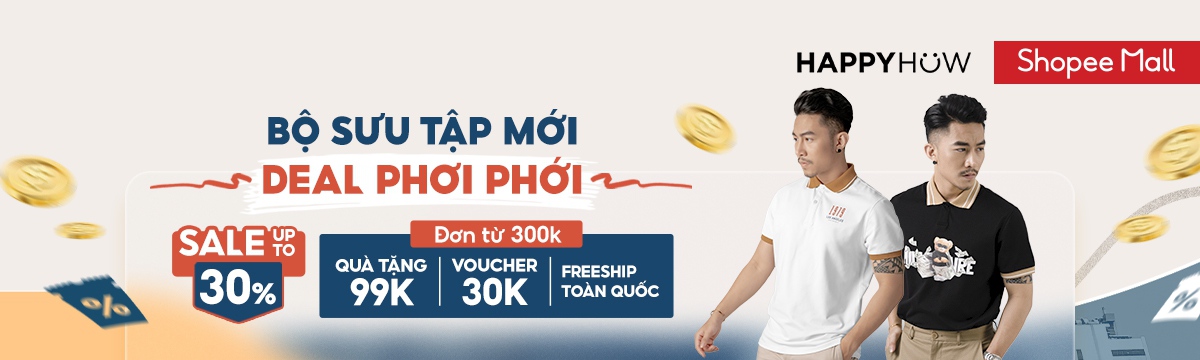 HAPPYHOW
Shopee Mall
BỘ SƯU TẬP MỚI
DEAL PHƠI PHỚI
SALE UP TO
30%
Đơn từ 300k
QUÀ TẶNG
99K
VOUCHER
30K
FREESHIP
TOÀN QUỐC
1979
%
%